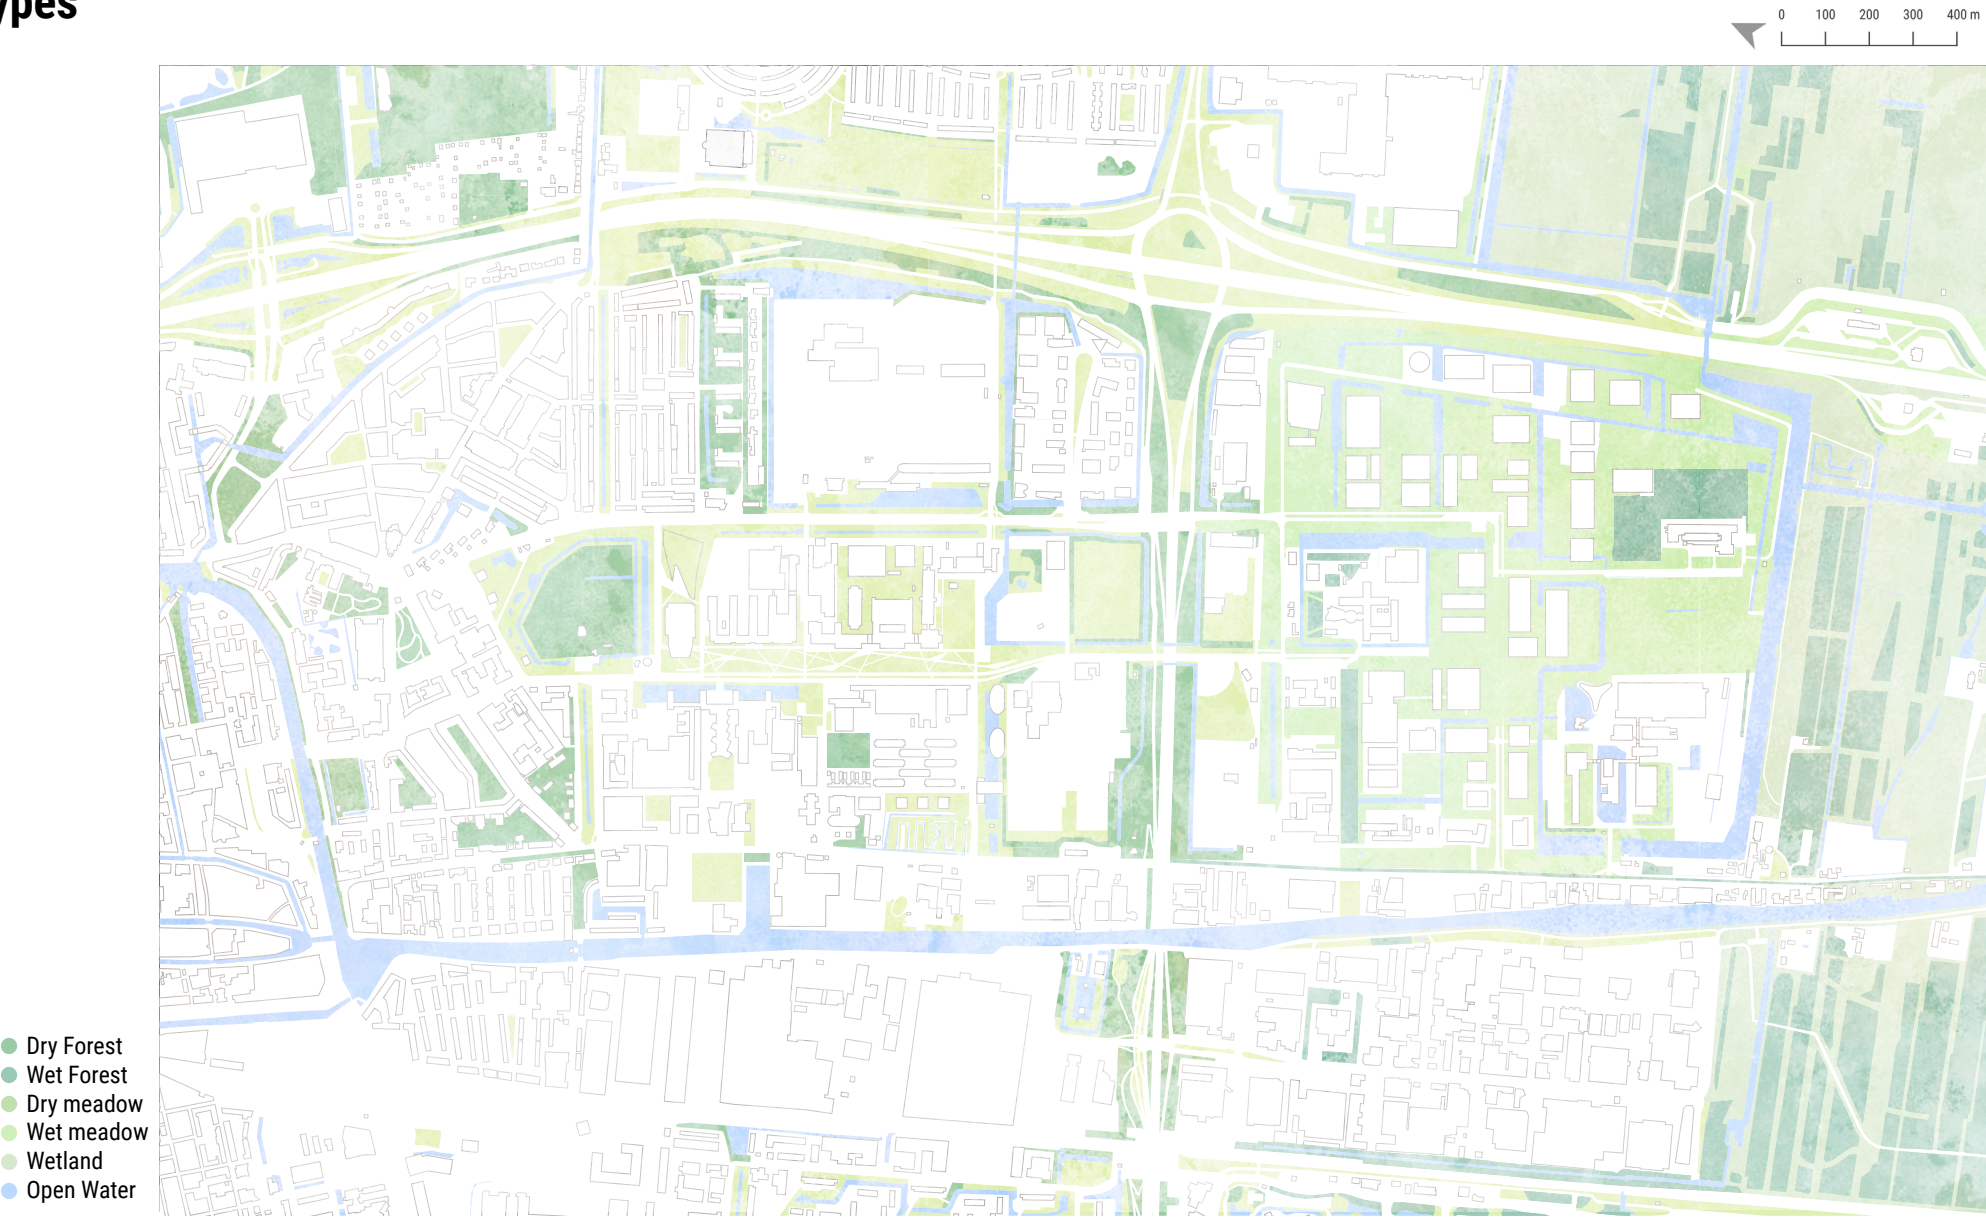 ypes
0 100 200 300 400 m
Dry Forest
Wet Forest
Dry meadow
Wet meadow
Wetland
Open Water